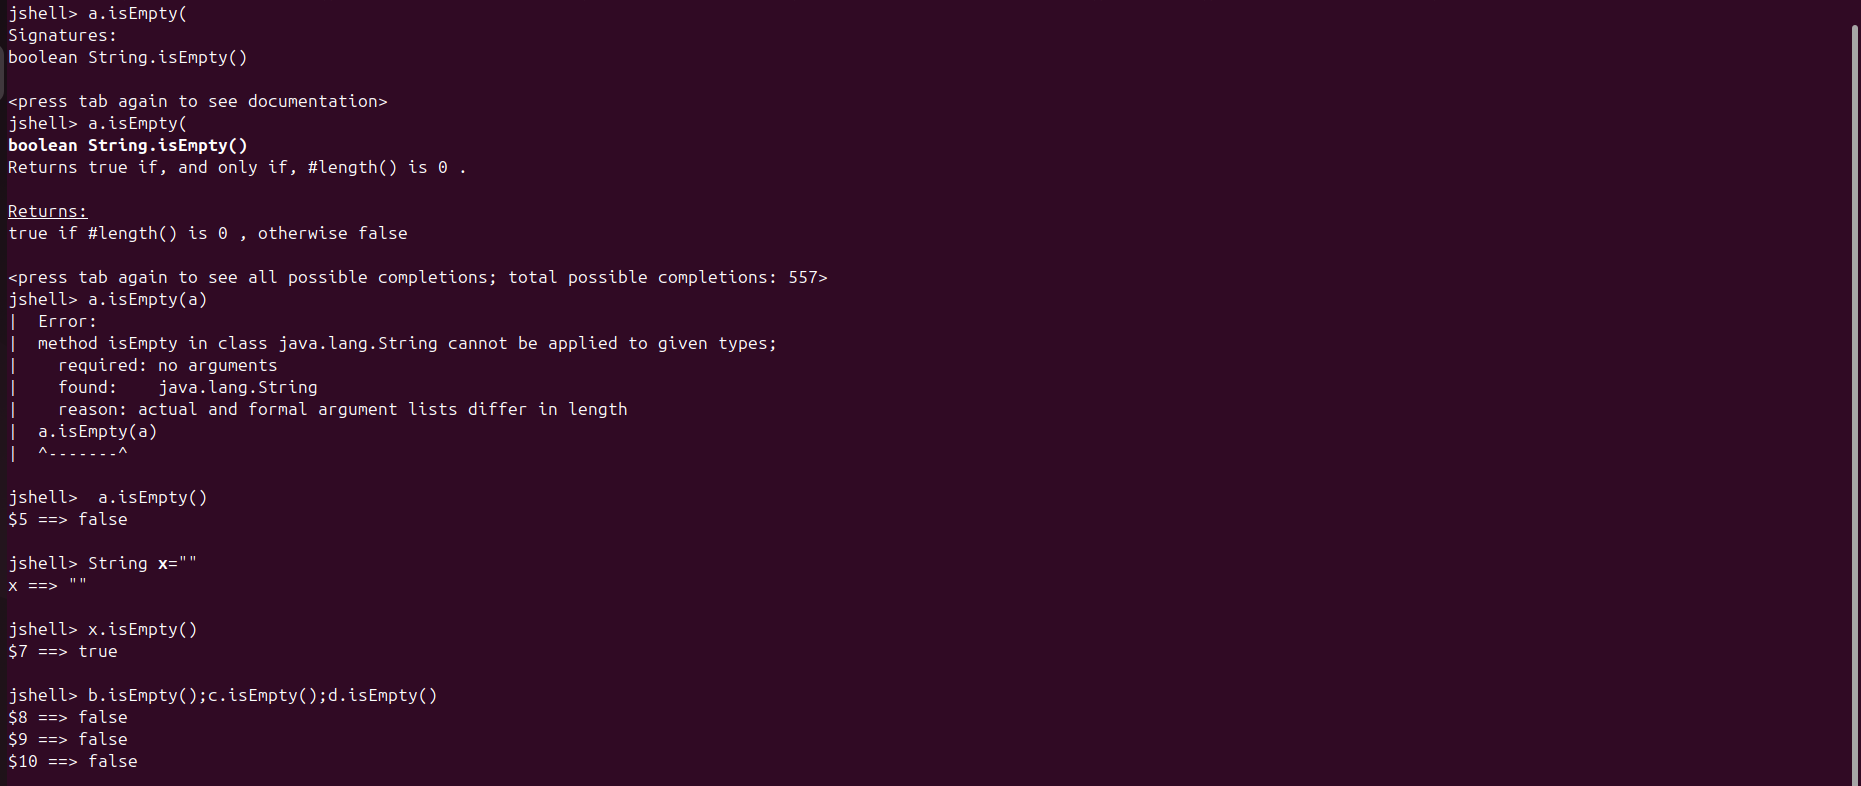 jshell> a.isEmpty(
Signatures:
boolean String.isEmpty()
<press tab again to see documentation>
jshell> a.isEmpty(
boolean String.isEmpty()
Returns true if, and only if, #length() is 0 .
Returns:
true if #length() is 0 , otherwise false
<press tab again to see all possible completions; total possible completions: 557>
jshell> a.isEmpty(a)
|  Error:
|  method isEmpty in class java.lang.String cannot be applied to given types;
|    required: no arguments
|    found:    java.lang.String
|    reason: actual and formal argument lists differ in length
|  a.isEmpty(a)
|  ^-------^
jshell>  a.isEmpty()
$5 ==> false
jshell> String x=""
x ==> ""
jshell> x.isEmpty()
$7 ==> true
jshell> b.isEmpty();c.isEmpty();d.isEmpty()
$8 ==> false
$9 ==> false
$10 ==> false